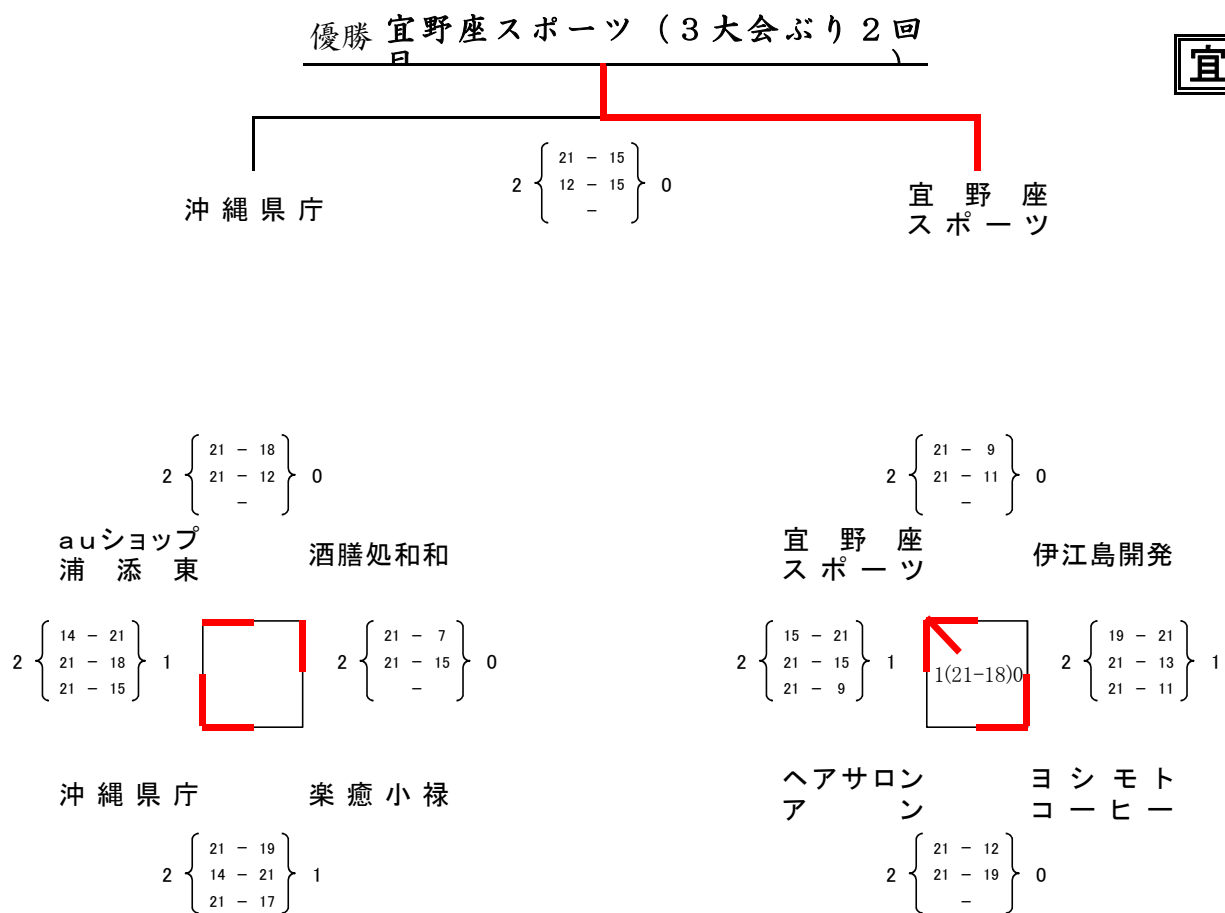 優勝 宜野座スポーツ（３大会ぶり２回
目）
宜
2 21 － 15 0
12 － 15
－
沖縄県庁
宜野座
スポーツ
2 21 － 18 0
21 － 12
－
2 21 － 9 0
21 － 11
－
ａｕショップ
浦添東
酒膳処和和
宜野座
スポーツ
伊江島開発
2 14 － 21 1
21 － 18
21 － 15
2 21 － 7 0
21 － 15
－
2 15 － 21 1
21 － 15
21 － 9
1(21-18)0
2 19 － 21 1
21 － 13
21 － 11
沖縄県庁
楽癒小禄
ヘアサロン
アン
ヨシモト
コーヒー
2 21 － 19 1
14 － 21
21 － 17
2 21 － 12 0
21 － 19
－